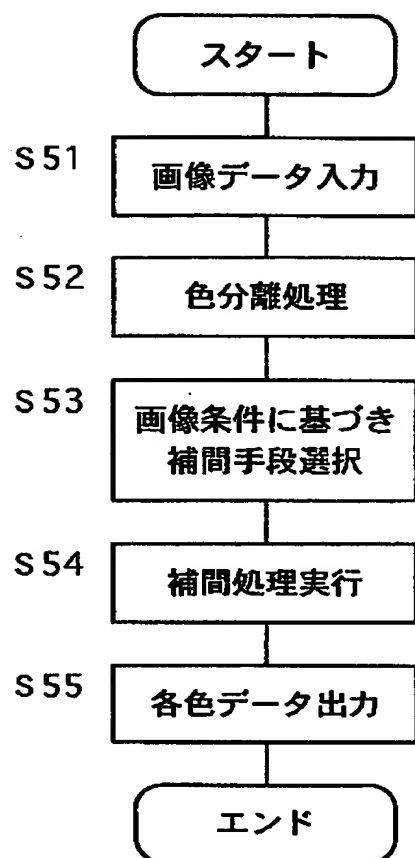 スタート
S51
画像データ入力
S52
色分離処理
S53
画像条件に基づき
補間手段選択
S54
補間処理実行
S55
各色データ出力
エンド